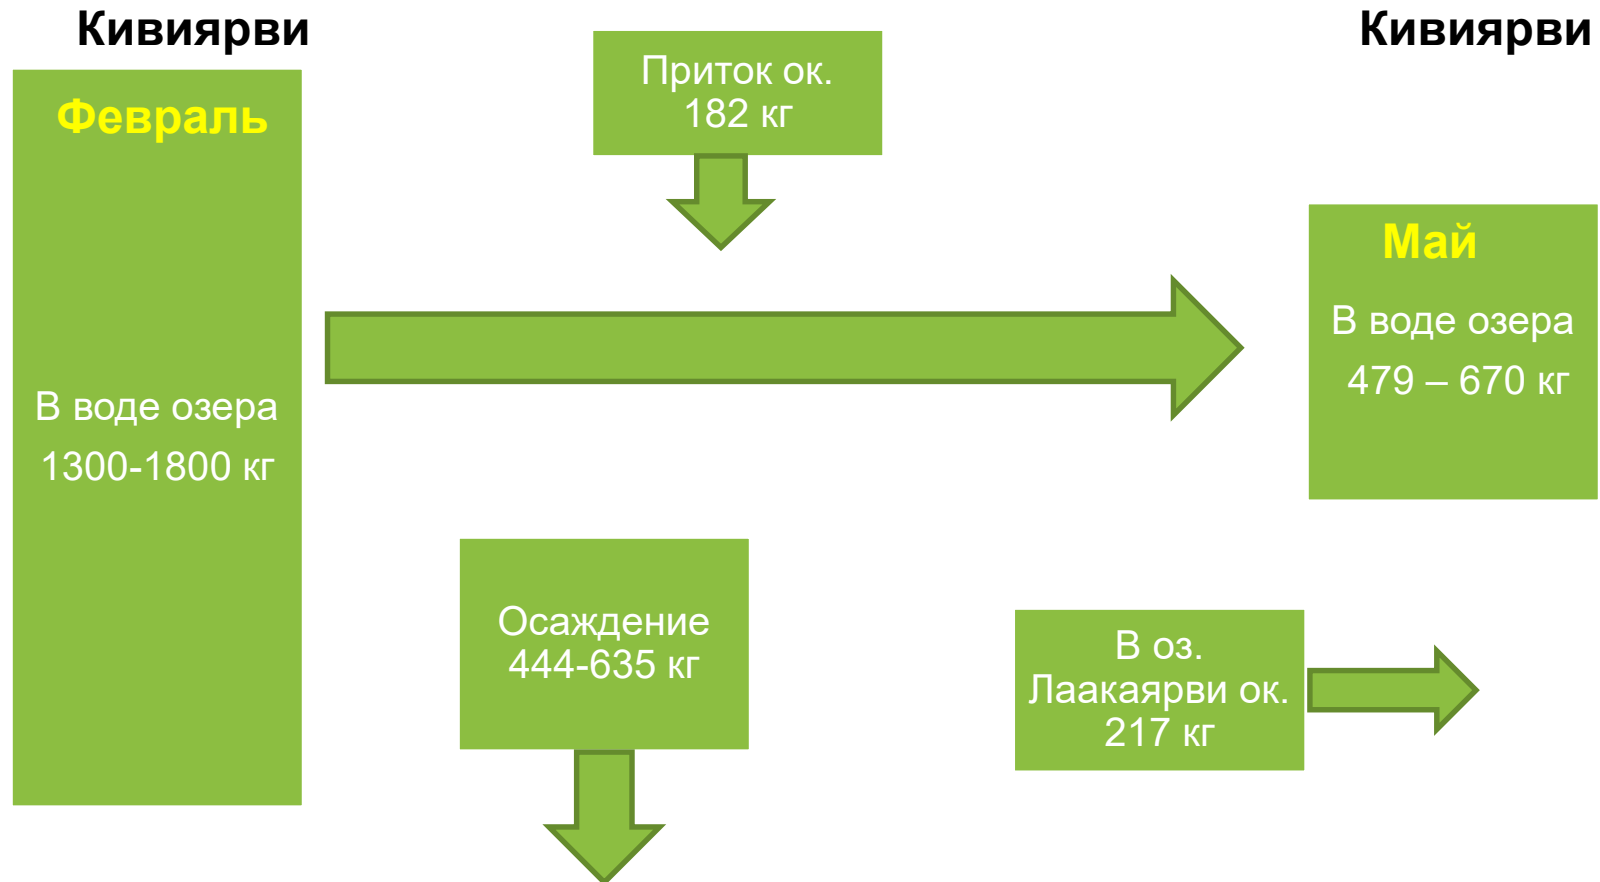 Кивиярви
Февраль
В воде озера
1300-1800 кг
Приток ок.
182 кг
Осаждение
444-635 кг
В оз.
Лаакаярви ок.
217 кг
Кивиярви
Май
В воде озера
479 – 670 кг